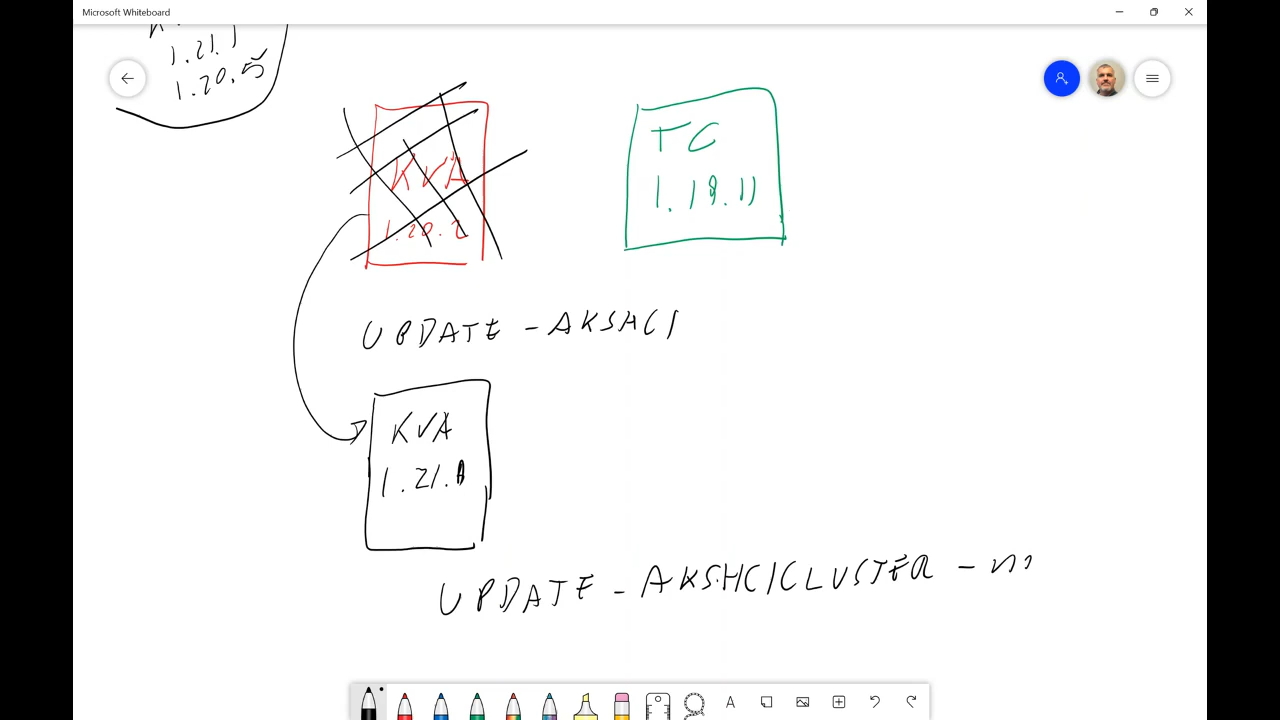 Microsoft Whiteboard
1.21.1
1.20.5
KVA
1.20.2
TC
1.19.11
UPDATE - AKSHCI
KVA
1.21.
UPDATE - AKSHCICLUSTER -
A